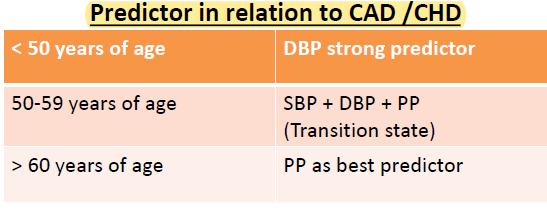 Predictor in relation to CAD /CHD
< 50 years of age DBP strong predictor
50-59 years of age SBP + DBP + PP
(Transition state)
> 60 years of age PP as best predictor